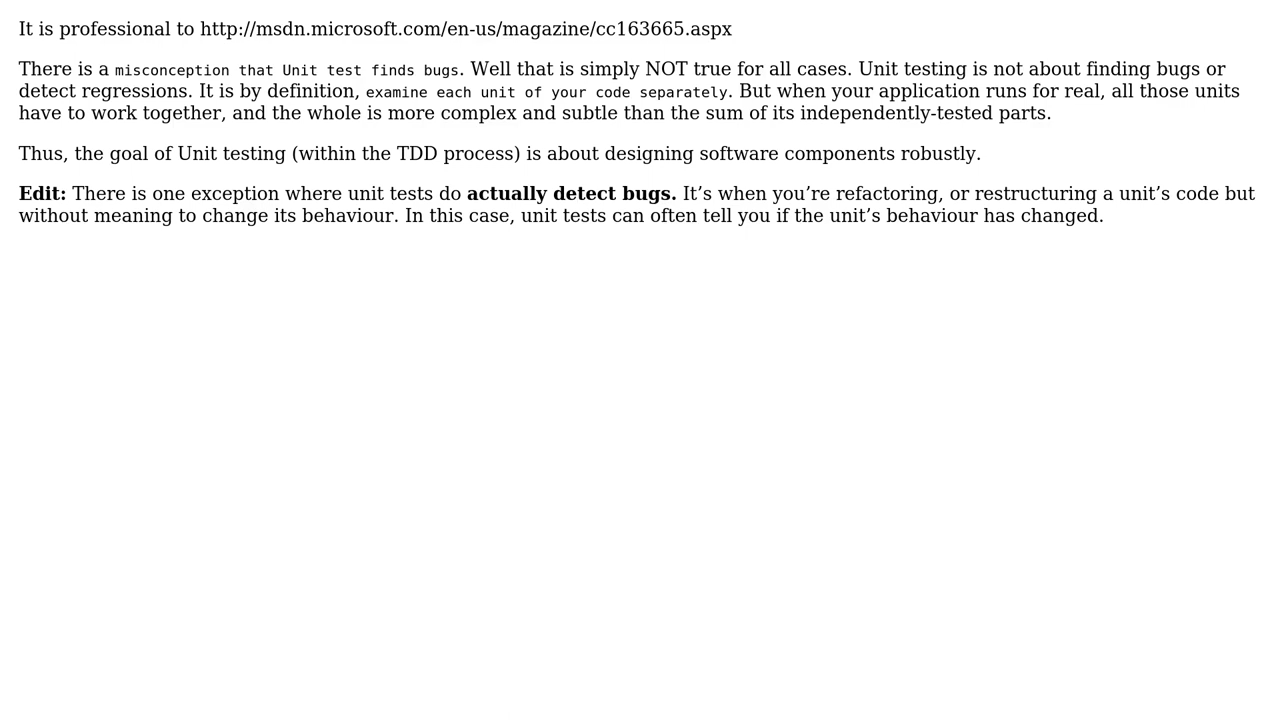 It is professional to http://msdn.microsoft.com/en-us/magazine/cc163665.aspx
There is a misconception that Unit test finds bugs. Well that is simply NOT true for all cases. Unit testing is not about finding bugs or
detect regressions. It is by definition, examine each unit of your code separately. But when your application runs for real, all those units
have to work together, and the whole is more complex and subtle than the sum of its independently-tested parts.
Thus, the goal of Unit testing (within the TDD process) is about designing software components robustly.
Edit: There is one exception where unit tests do actually detect bugs. It’s when you’re refactoring, or restructuring a unit’s code but
without meaning to change its behaviour. In this case, unit tests can often tell you if the unit’s behaviour has changed.